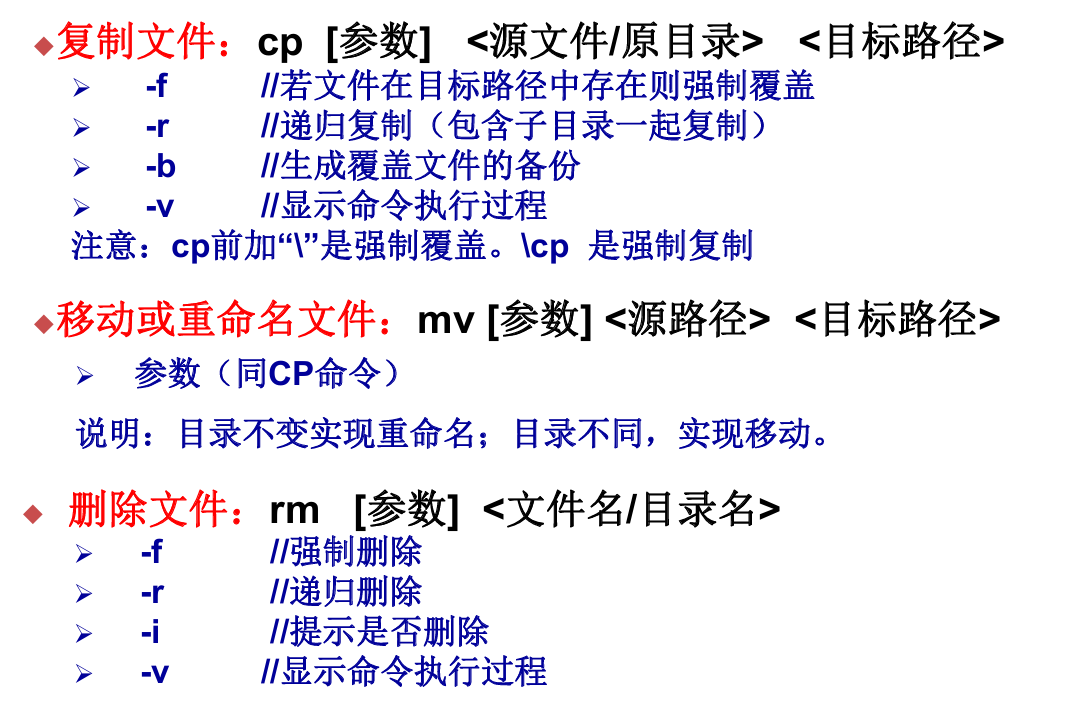 ◆复制文件：cp [参数] <源文件/原目录> <目标路径>
➢ -f //若文件在目标路径中存在则强制覆盖
➢ -r //递归复制（包含子目录一起复制）
➢ -b //生成覆盖文件的备份
➢ -v //显示命令执行过程
注意：cp前加“\”是强制覆盖。\cp 是强制复制
◆移动或重命名文件：mv [参数] <源路径> <目标路径>
➢ 参数（同CP命令）
说明：目录不变实现重命名；目录不同，实现移动。
◆ 删除文件：rm [参数] <文件名/目录名>
➢ -f //强制删除
➢ -r //递归删除
➢ -i //提示是否删除
➢ -v //显示命令执行过程